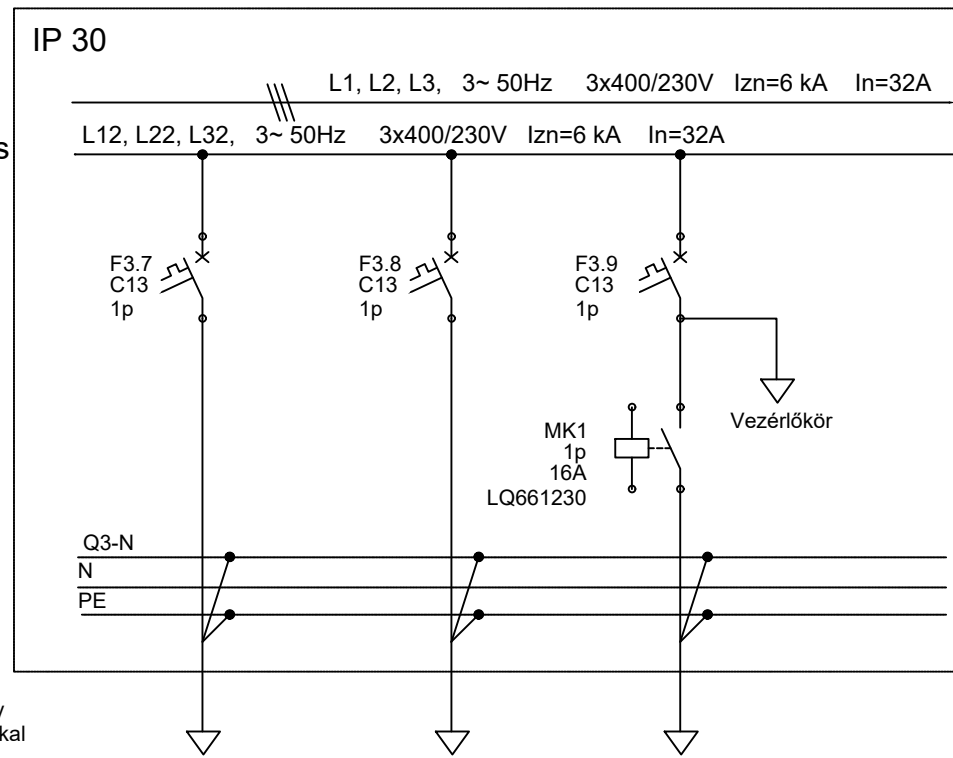 IP 30
L1, L2, L3, 3~ 50Hz 3x400/230V Izn=6 kA In=32A
L12, L22, L32, 3~ 50Hz 3x400/230V Izn=6 kA In=32A
s
F3.7
C13
1p
F3.8
C13
1p
F3.9
C13
1p
Vezérlőkör
MK1
1p
16A
LQ661230
Q3-N
N
PE
kal